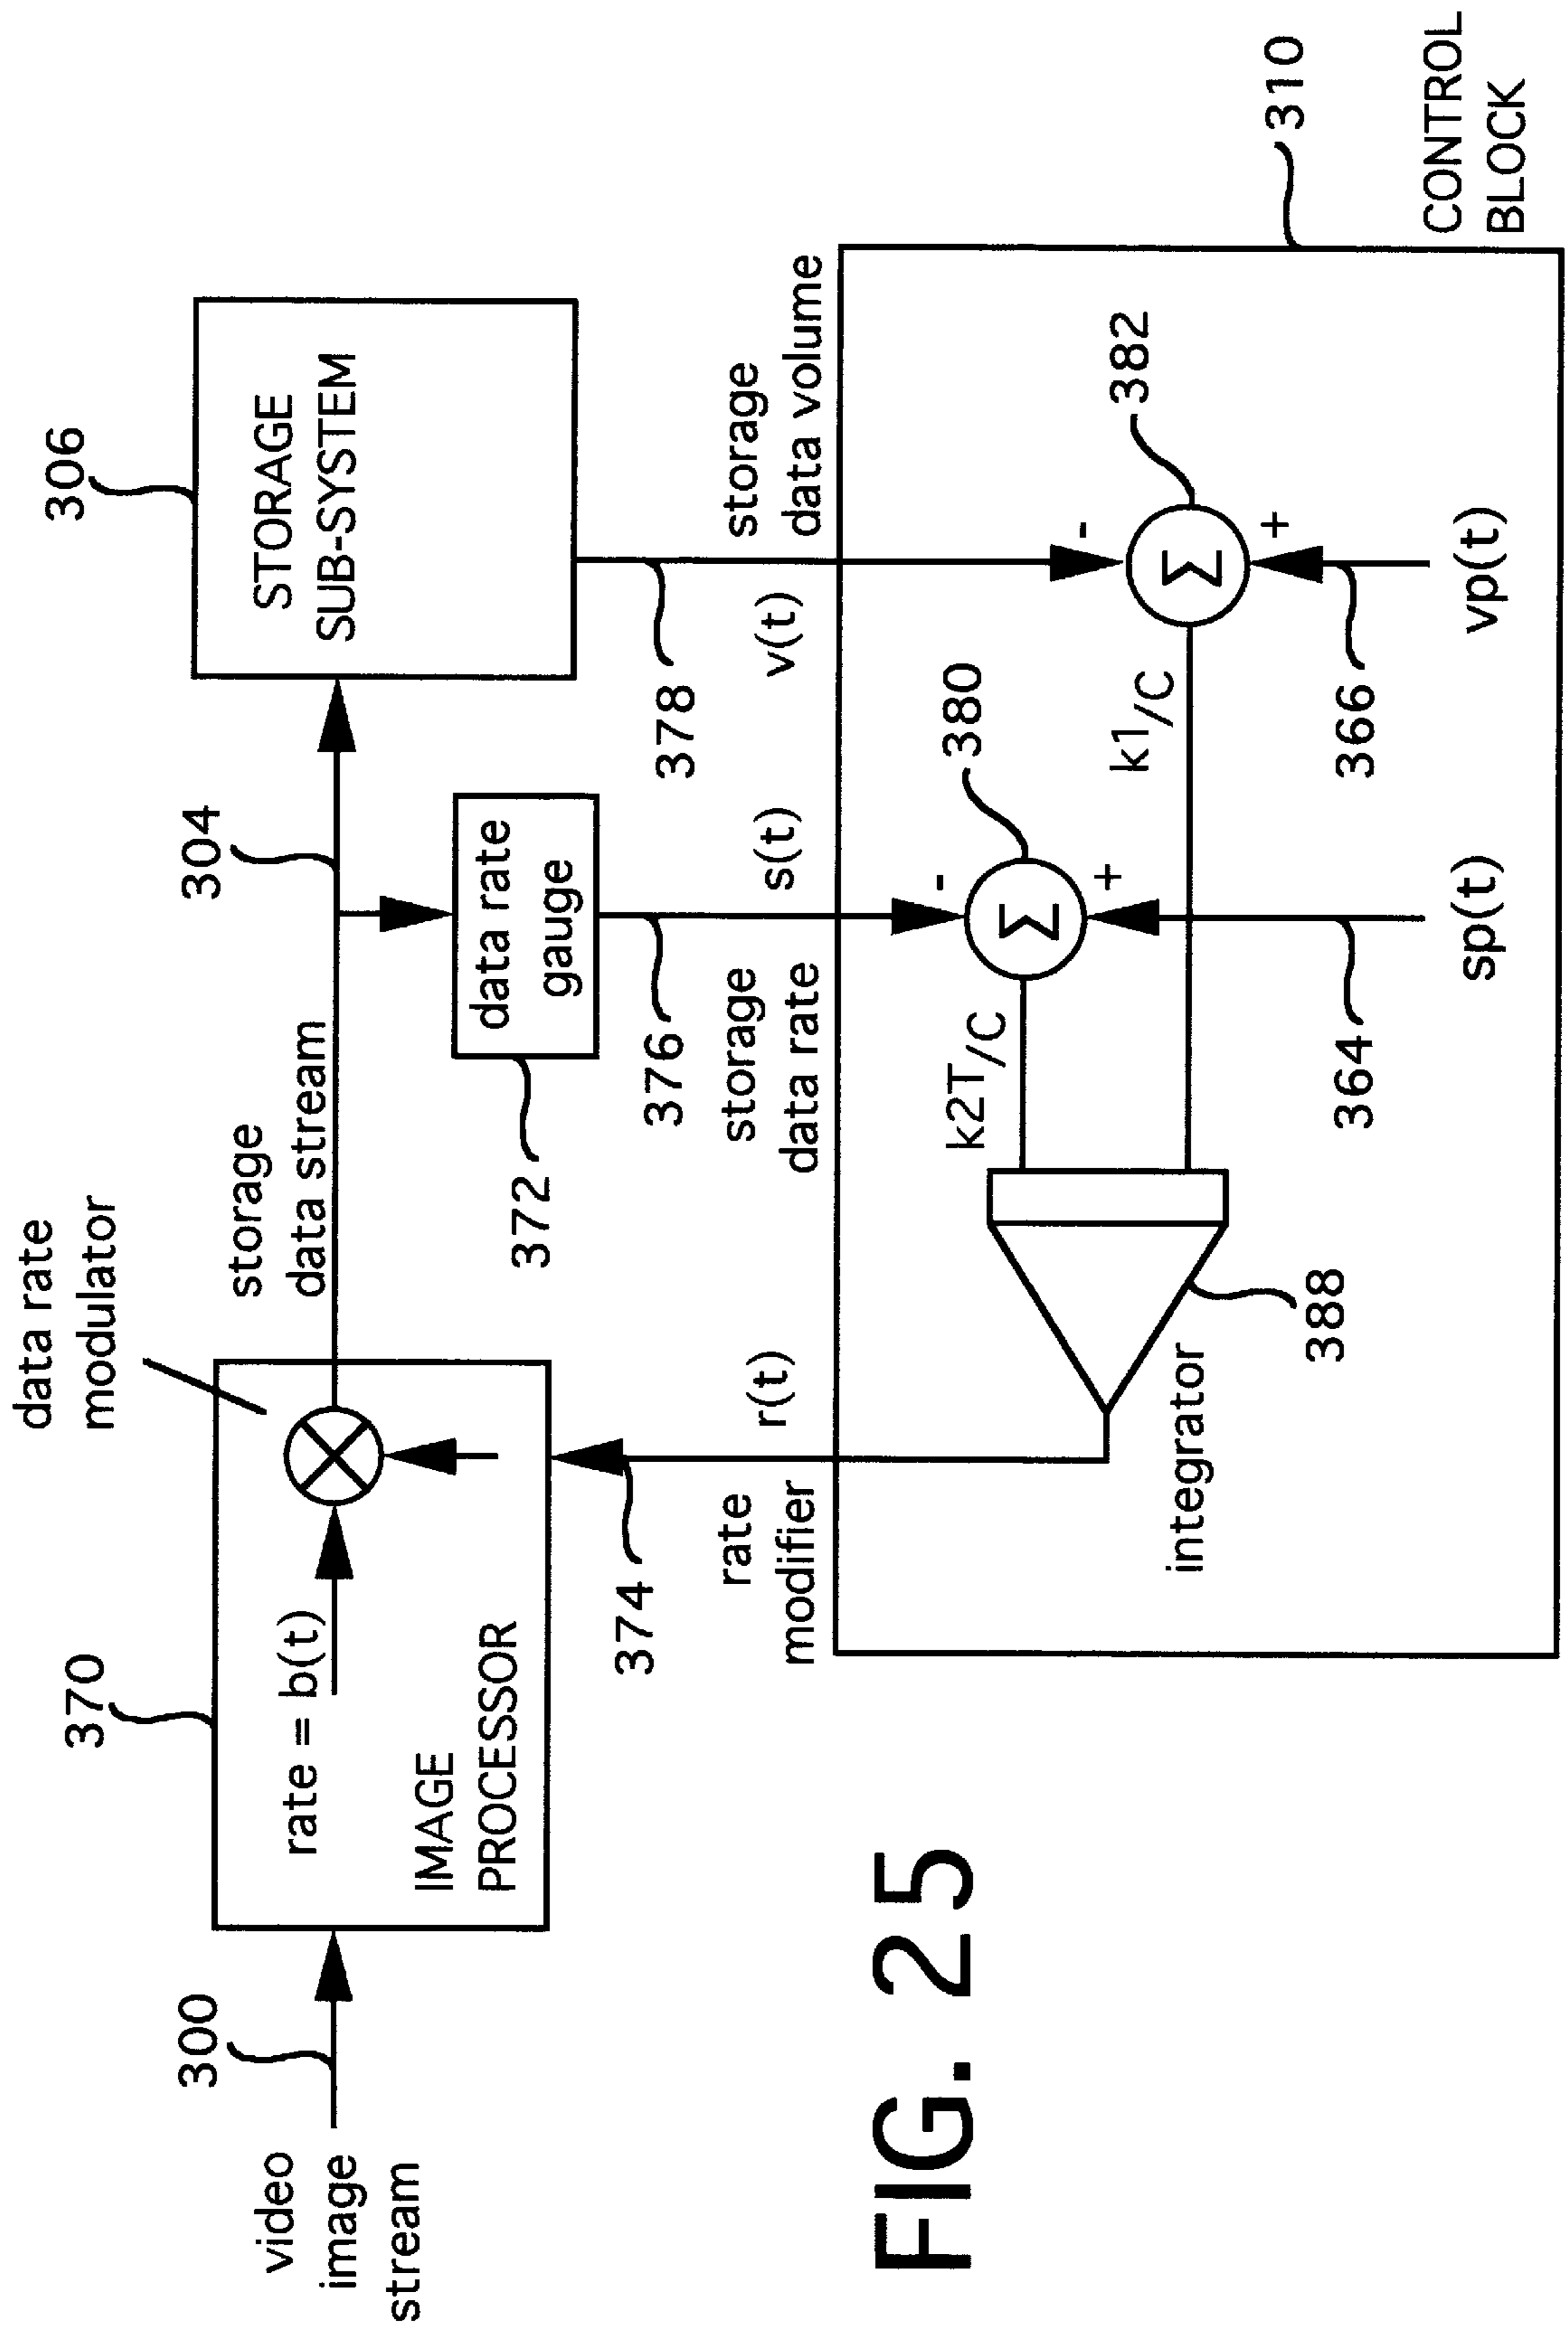 data rate
modulator
370
rate = b(t)
IMAGE
PROCESSOR
300
video
image
stream
storage
data stream
304
306
STORAGE
SUB-SYSTEM
data rate
gauge
372
374
rate
modifier
r(t)
376
storage
data rate
s(t)
378
v(t)
storage
data volume
310
CONTROL
BLOCK
380
382
-
+
-
+
Σ
Σ
k2T/C
k1/C
integrator
388
364
sp(t)
366
vp(t)
FIG. 25